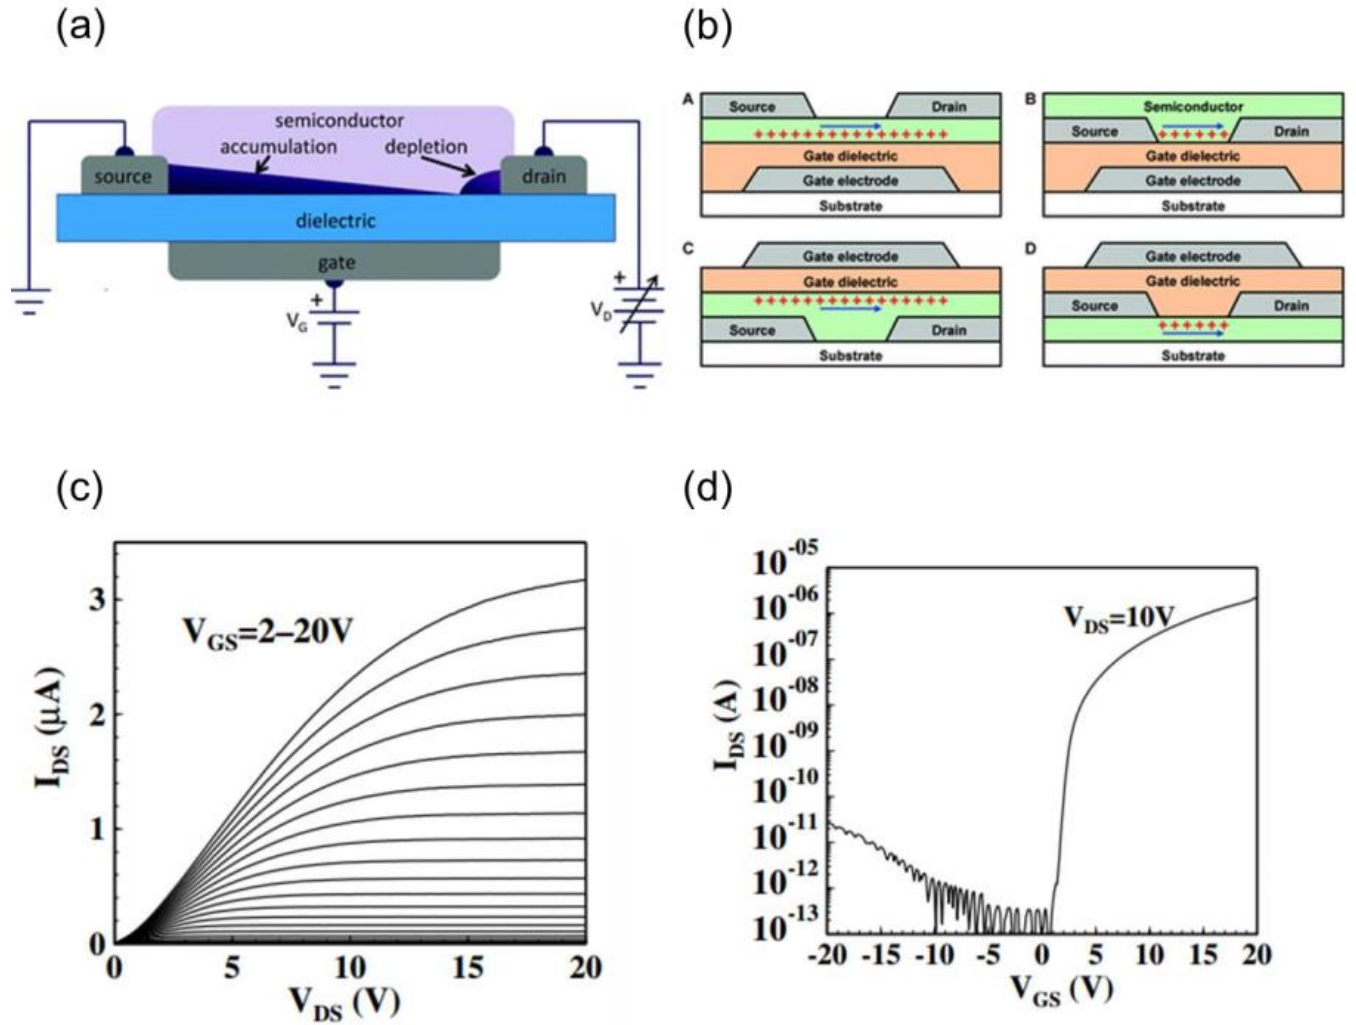 (a)
semiconductor
accumulation
depletion
source
drain
dielectric
gate
+
V_G
+
V_D
(b)
A
Source
Drain
Gate dielectric
Gate electrode
Substrate
B
Semiconductor
Source
Drain
Gate dielectric
Gate electrode
Substrate
C
Gate electrode
Gate dielectric
Source
Drain
Substrate
D
Gate electrode
Gate dielectric
Source
Drain
Substrate
(c)
V_GS=2–20V
I_DS (μA)
3
2
1
0
0 5 10 15 20
V_DS (V)
(d)
V_DS=10V
I_DS (A)
10^-05
10^-06
10^-07
10^-08
10^-09
10^-10
10^-11
10^-12
10^-13
-20 -15 -10 -5 0 5 10 15 20
V_GS (V)